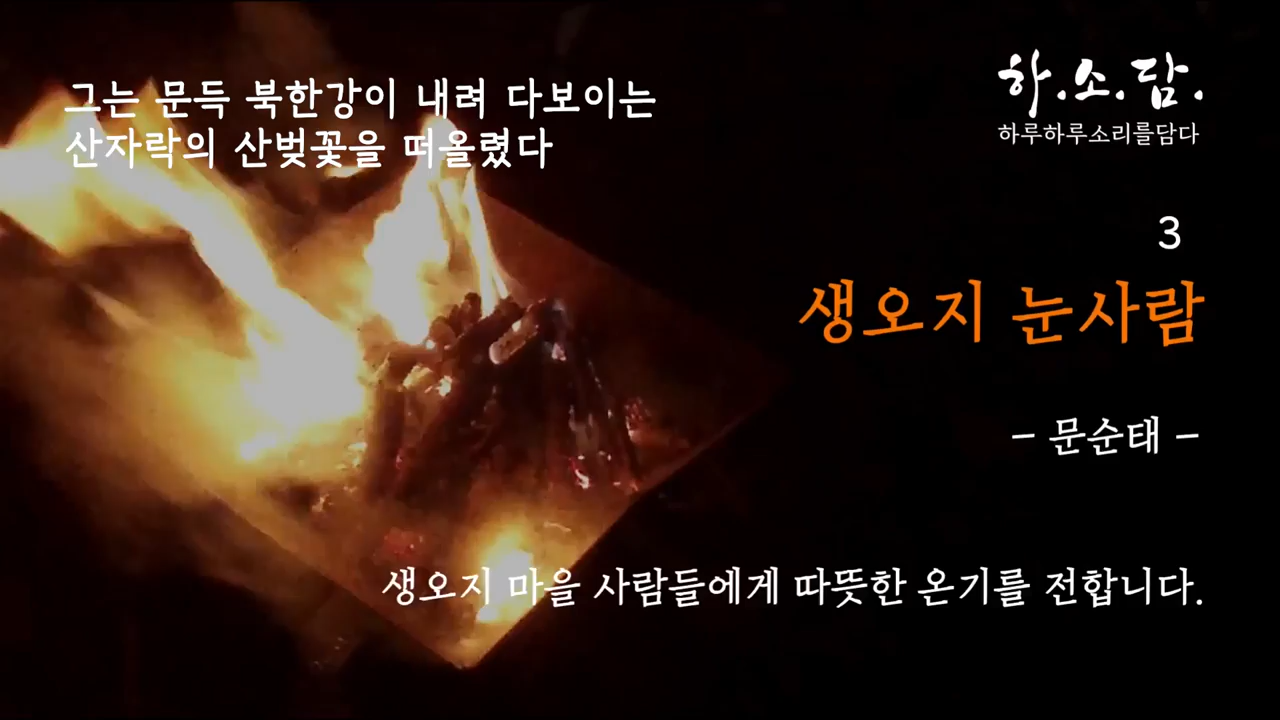 그는 문득 북한강이 내려 다보이는
산자락의 산벚꽃을 떠올렸다
하.소.담.
하루하루소리를담다
3
생오지 눈사람
– 문순태 –
생오지 마을 사람들에게 따뜻한 온기를 전합니다.